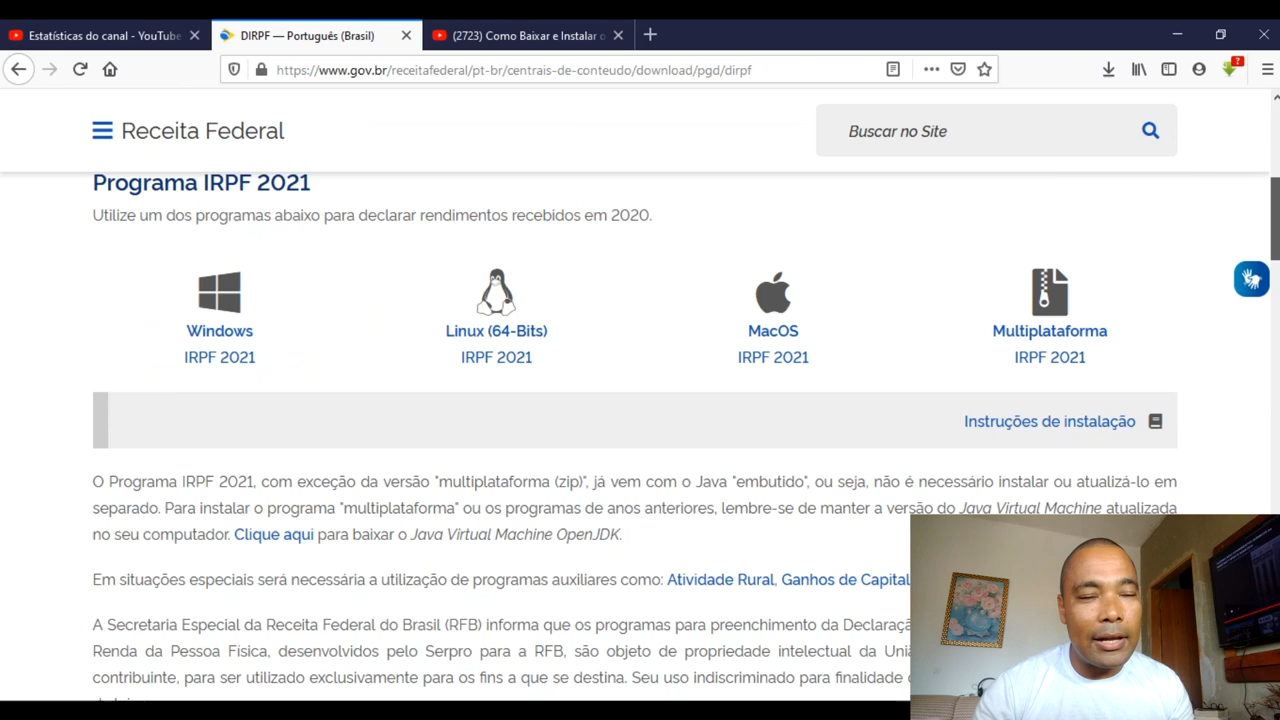 Estatísticas do canal - YouTube
DIRPF — Português (Brasil)
(2723) Como Baixar e Instalar o
https://www.gov.br/receitafederal/pt-br/centrais-de-conteudo/download/pgd/dirpf
Receita Federal
Buscar no Site
Programa IRPF 2021
Utilize um dos programas abaixo para declarar rendimentos recebidos em 2020.
Windows
IRPF 2021
Linux (64-Bits)
IRPF 2021
MacOS
IRPF 2021
Multiplataforma
IRPF 2021
Instruções de instalação
O Programa IRPF 2021, com exceção da versão "multiplataforma (zip)", já vem com o Java "embutido", ou seja, não é necessário instalar ou atualizá-lo em
separado. Para instalar o programa "multiplataforma" ou os programas de anos anteriores, lembre-se de manter a versão do Java Virtual Machine atualizada
no seu computador. Clique aqui para baixar o Java Virtual Machine OpenJDK.
Em situações especiais será necessária a utilização de programas auxiliares como: Atividade Rural, Ganhos de Capital
A Secretaria Especial da Receita Federal do Brasil (RFB) informa que os programas para preenchimento da Declaraçã
Renda da Pessoa Física, desenvolvidos pelo Serpro para a RFB, são objeto de propriedade intelectual da Uniã
contribuinte, para ser utilizado exclusivamente para os fins a que se destina. Seu uso indiscriminado para finalidade